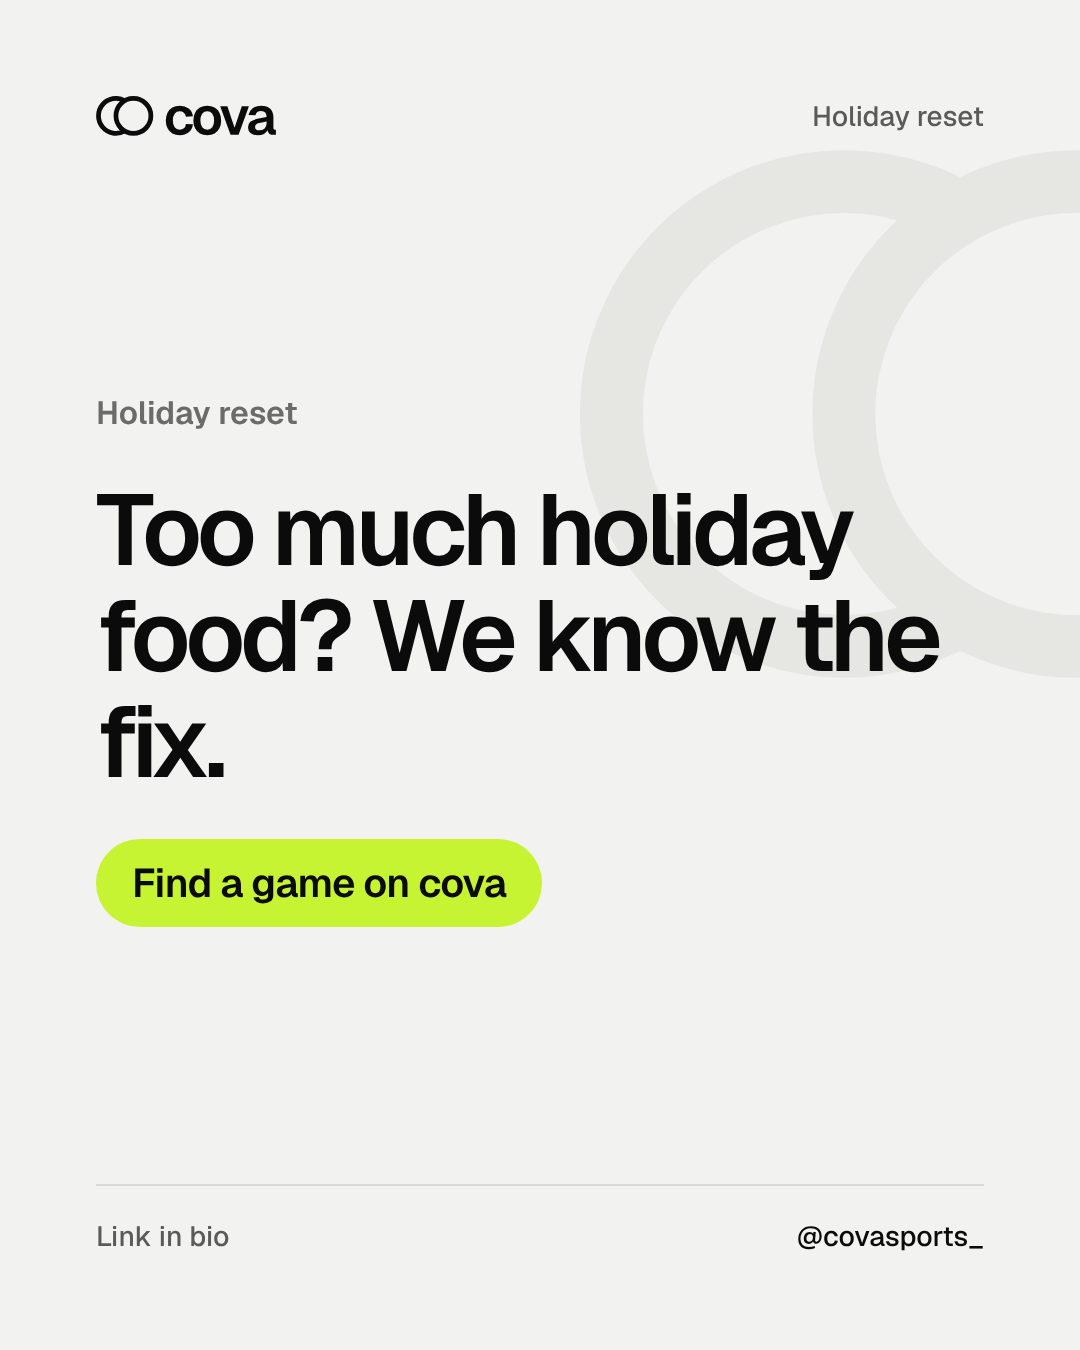 cova
Holiday reset
Holiday reset
Too much holiday
food? We know the
fix.
Find a game on cova
Link in bio
@covasports_